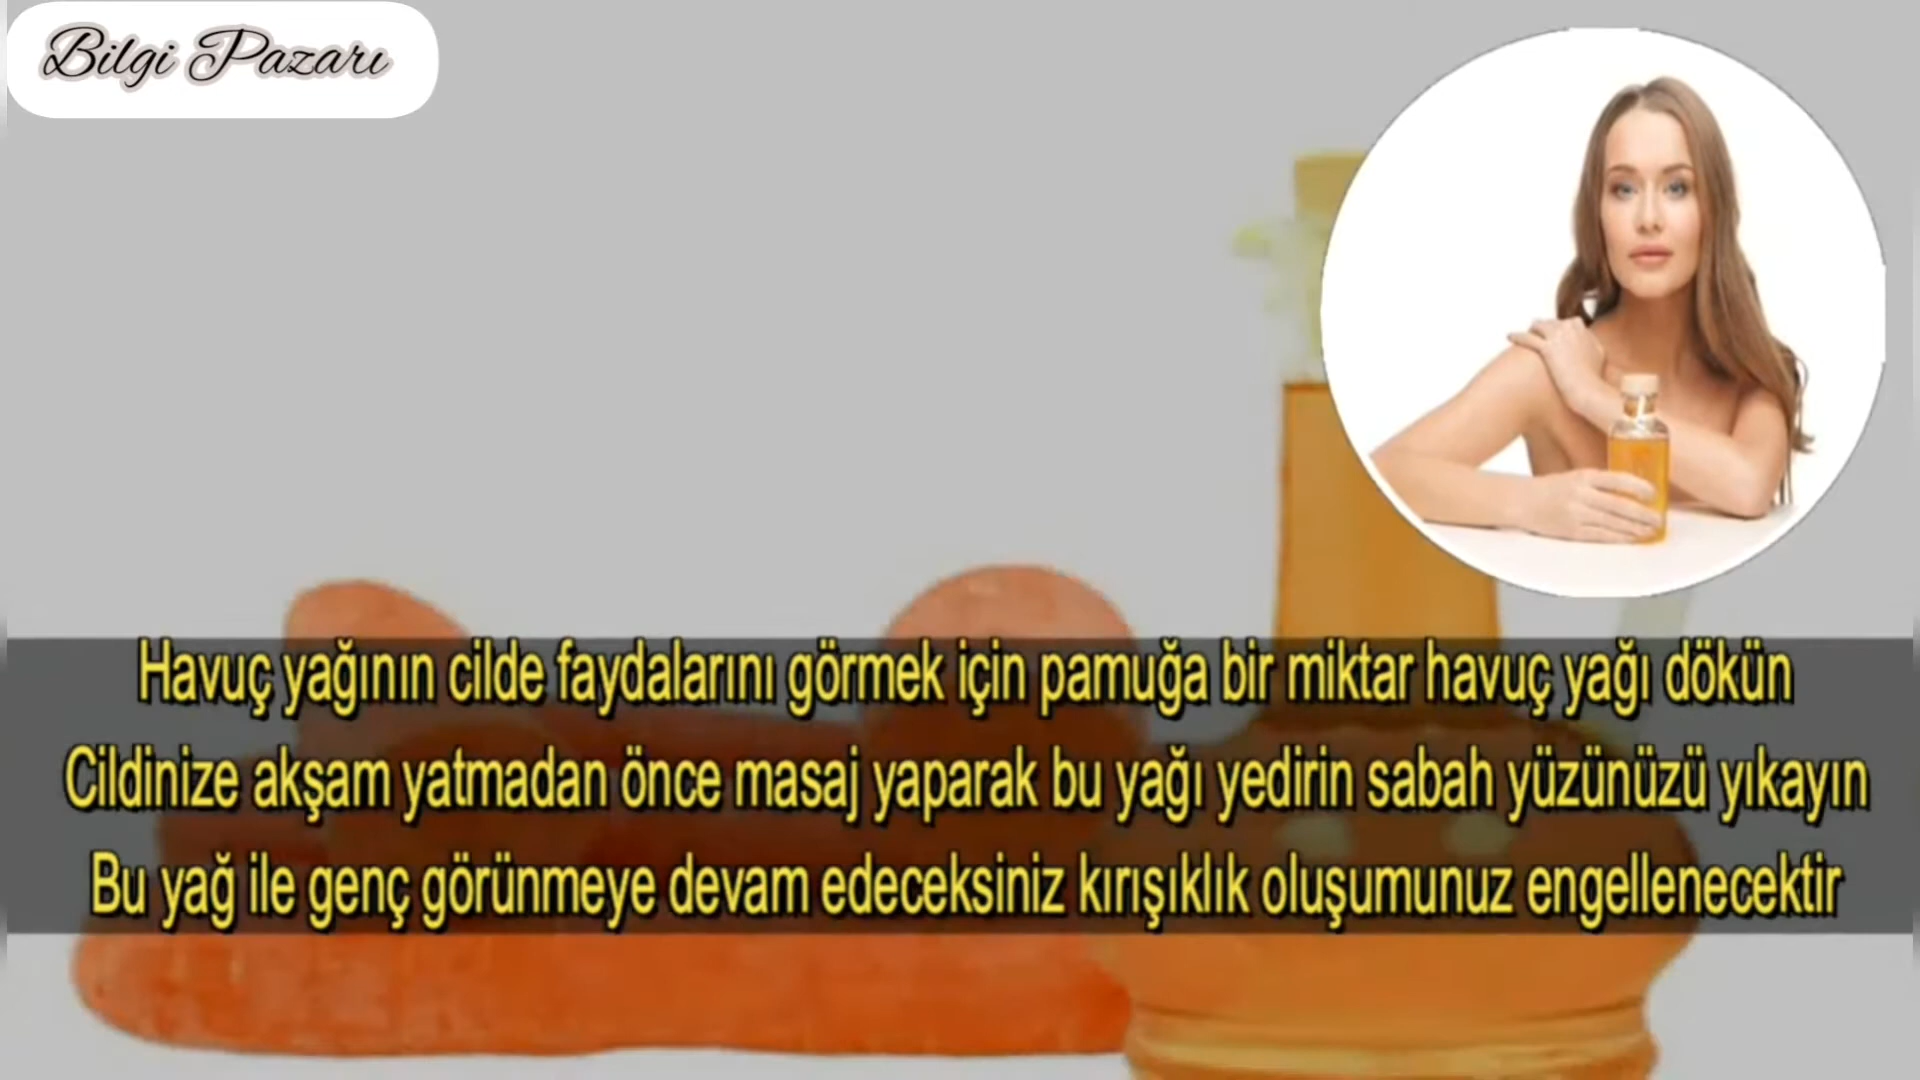 Bilgi Pazarı
Havuç yağının cilde faydalarını görmek için pamuğa bir miktar havuç yağı dökün
Cildinize akşam yatmadan önce masaj yaparak bu yağı yedirin sabah yüzünüzü yıkayın
Bu yağ ile genç görünmeye devam edeceksiniz kırışıklık oluşumunuz engellenecektir